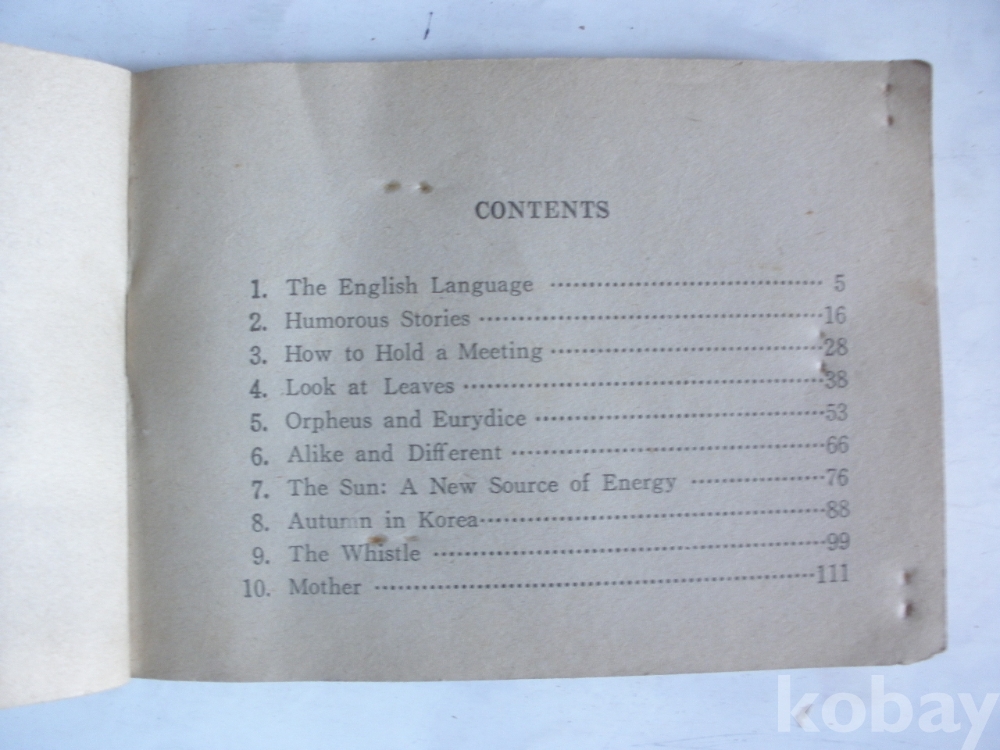 CONTENTS
1. The English Language ································ 5
2. Humorous Stories ································16
3. How to Hold a Meeting ································28
4. Look at Leaves ································38
5. Orpheus and Eurydice ································53
6. Alike and Different ································66
7. The Sun: A New Source of Energy ················76
8. Autumn in Korea································88
9. The Whistle ································99
10. Mother ································111
kobay